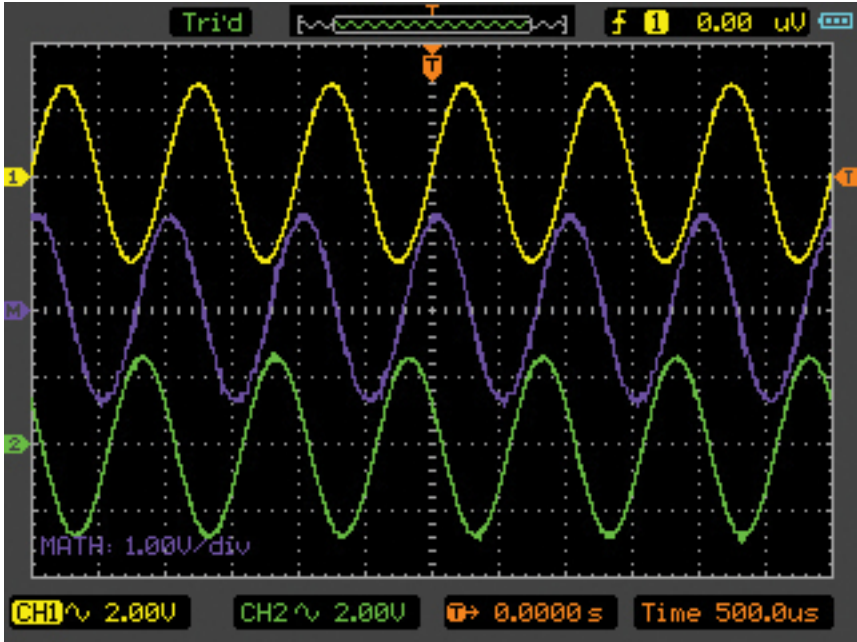 Tri'd T 1 0.00 uV
T
1 T
M
2
MATH: 1.00V/div
CH1 2.00V CH2 2.00V T 0.0000s Time 500.0us